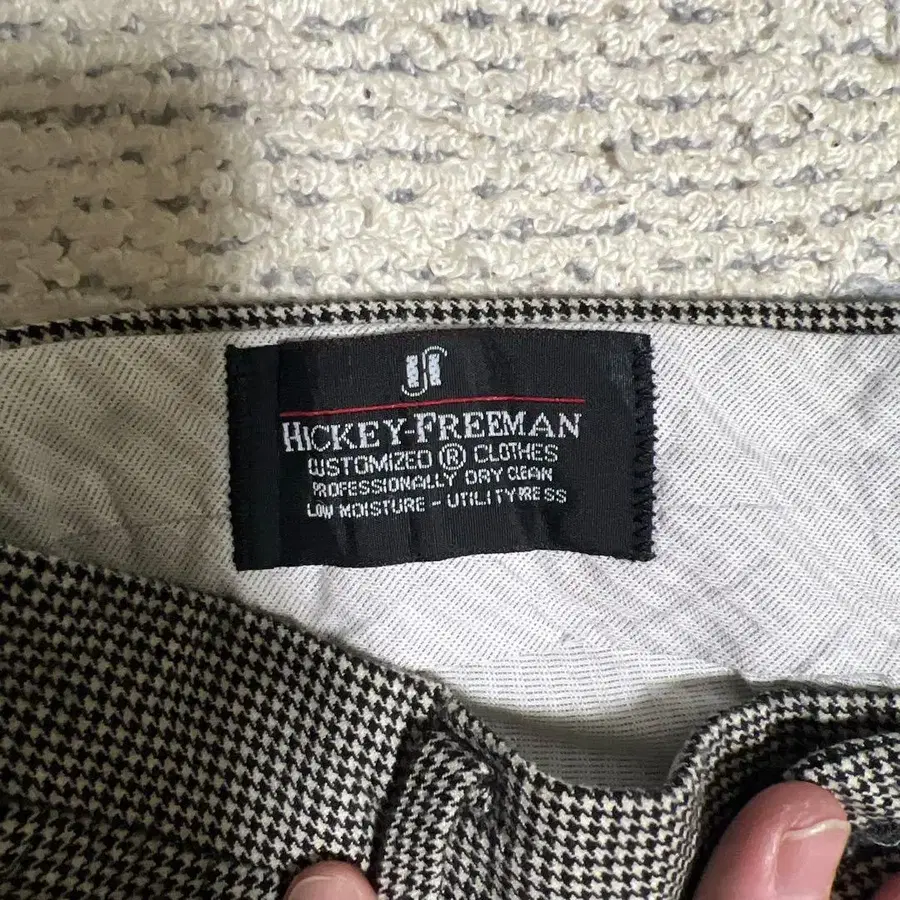 HICKEY-FREEMAN
CUSTOMIZED ® CLOTHES
PROFESSIONALLY DRY CLEAN
LOW MOISTURE - UTILITY PRESS